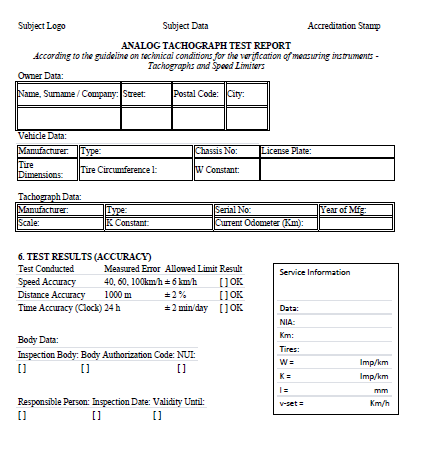 Subject Logo Subject Data Accreditation Stamp
ANALOG TACHOGRAPH TEST REPORT
According to the guideline on technical conditions for the verification of measuring instruments -
Tachographs and Speed Limiters
Owner Data:
Name, Surname / Company: Street: Postal Code: City:
Vehicle Data:
Manufacturer: Type: Chassis No: License Plate:
Tire Dimensions: Tire Circumference l: W Constant:
Tachograph Data:
Manufacturer: Type: Serial No: Year of Mfg:
Scale: K Constant: Current Odometer (Km):
6. TEST RESULTS (ACCURACY)
Test Conducted Measured Error Allowed Limit Result
Speed Accuracy 40, 60, 100km/h ± 6 km/h [ ] OK
Distance Accuracy 1000 m ± 2 % [ ] OK
Time Accuracy (Clock) 24 h ± 2 min/day [ ] OK
Service Information
Data:
NIA:
Km:
Tires:
W = Imp/km
K = Imp/km
l = mm
v-set = Km/h
Body Data:
Inspection Body: Body Authorization Code: NUI:
[ ] [ ] [ ]
Responsible Person: Inspection Date: Validity Until:
[ ] [ ] [ ]